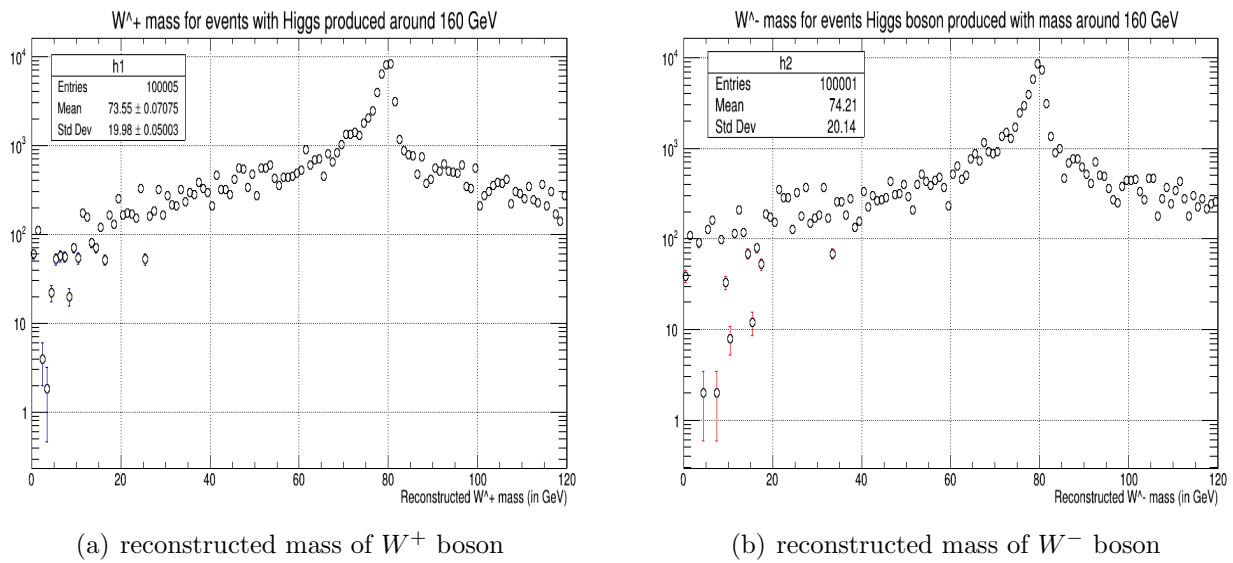 W^+ mass for events with Higgs produced around 160 GeV
h1
Entries 100005
Mean 73.55 ± 0.07075
Std Dev 19.98 ± 0.05003
10⁴
10³
10²
10
1
0 20 40 60 80 100 120
Reconstructed W^+ mass (in GeV)
(a) reconstructed mass of W⁺ boson
W^- mass for events Higgs boson produced with mass around 160 GeV
h2
Entries 100001
Mean 74.21
Std Dev 20.14
10⁴
10³
10²
10
1
0 20 40 60 80 100 120
Reconstructed W^- mass (in GeV)
(b) reconstructed mass of W⁻ boson